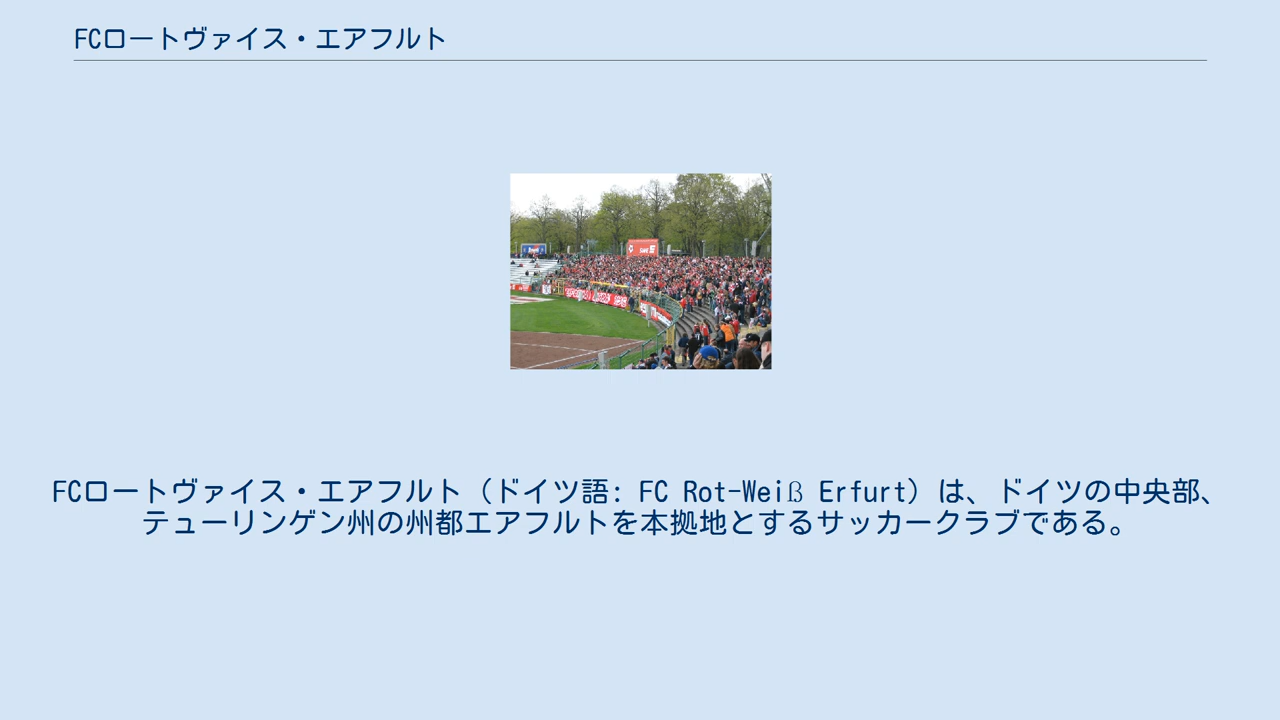 FCロートヴァイス・エアフルト
FCロートヴァイス・エアフルト（ドイツ語: FC Rot-Weiß Erfurt）は、ドイツの中央部、
テューリンゲン州の州都エアフルトを本拠地とするサッカークラブである。